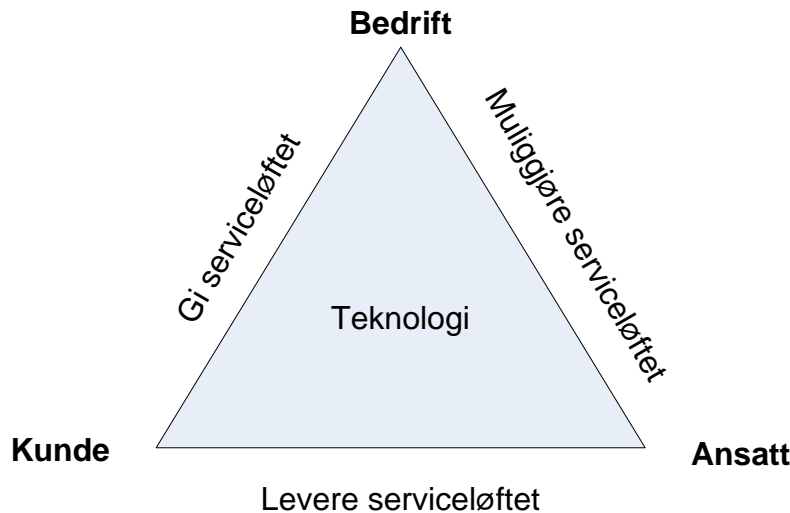 Bedrift
Gi serviceløftet
Muliggjøre serviceløftet
Teknologi
Kunde
Ansatt
Levere serviceløftet